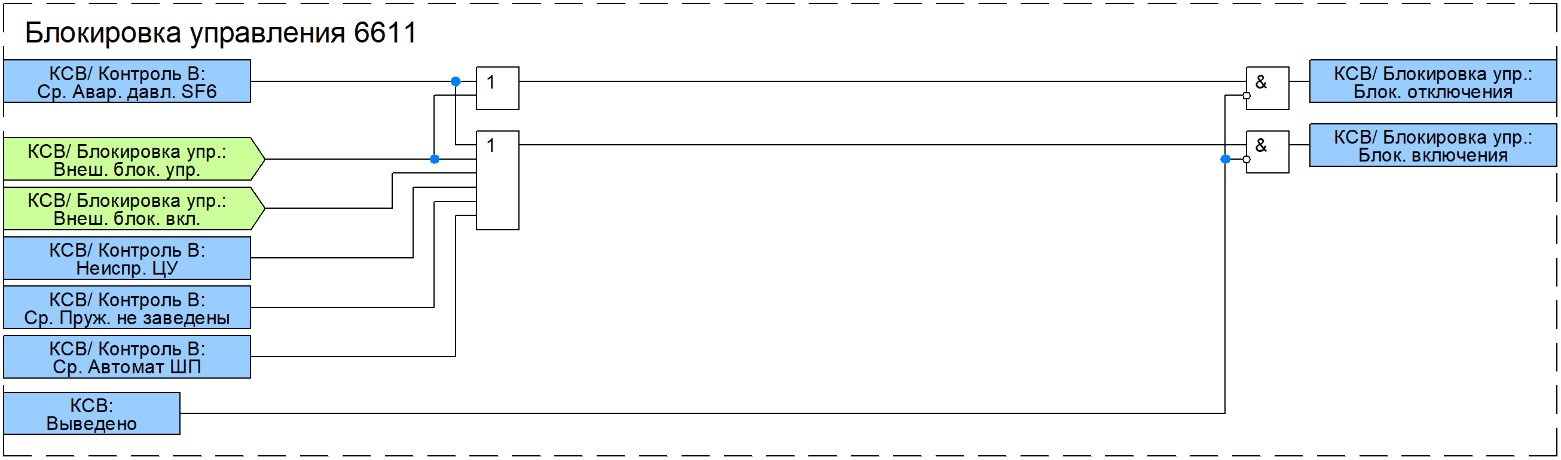 Блокировка управления 6611
КСВ/ Контроль В:
Ср. Авар. давл. SF6
1
&
КСВ/ Блокировка упр.:
Блок. отключения
КСВ/ Блокировка упр.:
Внеш. блок. упр.
1
&
КСВ/ Блокировка упр.:
Блок. включения
КСВ/ Блокировка упр.:
Внеш. блок. вкл.
КСВ/ Контроль В:
Неиспр. ЦУ
КСВ/ Контроль В:
Ср. Пруж. не заведены
КСВ/ Контроль В:
Ср. Автомат ШП
КСВ:
Выведено